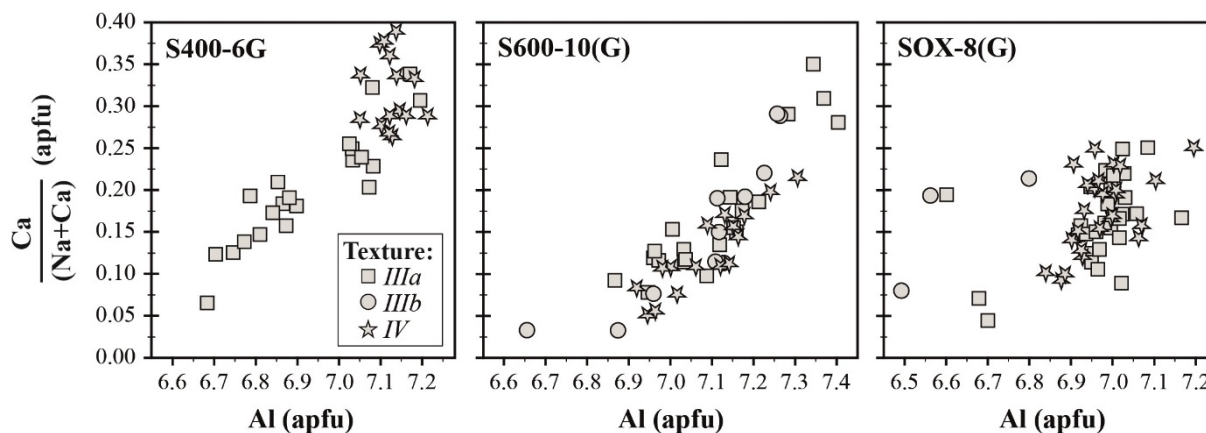 S400-6G
S600-10(G)
SOX-8(G)
0.40
0.35
0.30
0.25
0.20
0.15
0.10
0.05
0.00
Ca
(Na+Ca)
(apfu)
Texture:
IIIa
IIIb
IV
6.6 6.7 6.8 6.9 7.0 7.1 7.2
6.6 6.7 6.8 6.9 7.0 7.1 7.2 7.3 7.4
6.5 6.6 6.7 6.8 6.9 7.0 7.1 7.2
Al (apfu)
Al (apfu)
Al (apfu)